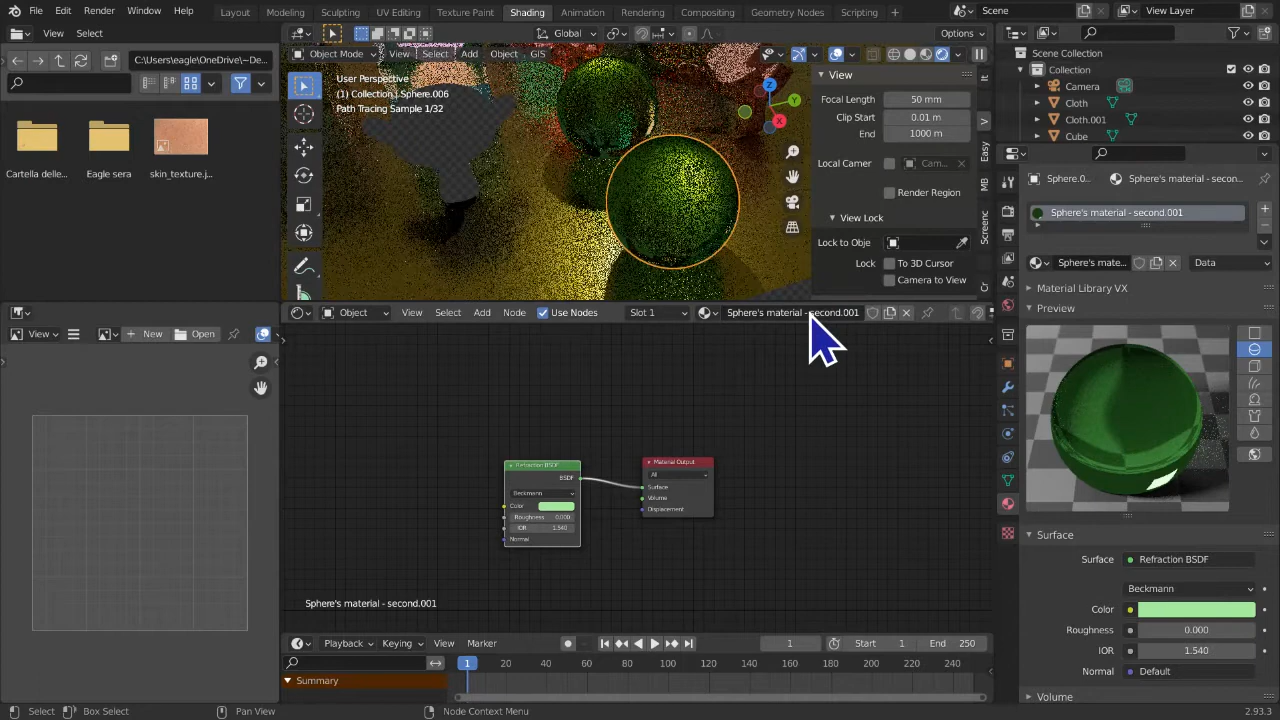 File Edit Render Window Help Layout Modeling Sculpting UV Editing Texture Paint Shading Animation Rendering Compositing Geometry Nodes Scripting + Scene View Layer
View Select
C:\Users\eagle\OneDrive\~De...
Cartella delle...
Eagle sera
skin_texture.j...
Global Options
Object Mode View Select Add Object GIS
User Perspective
(1) Collection | Sphere.006
Path Tracing Sample 1/32
Z
Y
X
View
Focal Length 50 mm
Clip Start 0.01 m
End 1000 m
Local Camer Cam...
Render Region
View Lock
Lock to Obje
Lock To 3D Cursor
Camera to View
V
Easy
MB
Screenc
Scene Collection
Collection
Camera
Cloth
Cloth.001
Cube
Sphere.0... Sphere's material - secon...
Sphere's material - second.001
Sphere's mate... Data
Material Library VX
Preview
Surface
Surface Refraction BSDF
Beckmann
Color
Roughness 0.000
IOR 1.540
Normal Default
Volume
View + New Open
Object View Select Add Node Use Nodes Slot 1 Sphere's material - second.001
Refraction BSDF
BSDF
Beckmann
Color
Roughness 0.000
IOR 1.540
Normal
Material Output
All
Surface
Volume
Displacement
Sphere's material - second.001
Playback Keying View Marker 1 Start 1 End 250
1 20 40 60 80 100 120 140 160 180 200 220 240
Summary
Select Box Select Pan View Node Context Menu 2.93.3